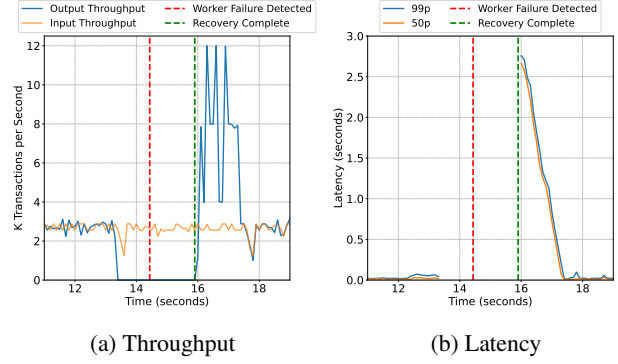 Output Throughput
Input Throughput
Worker Failure Detected
Recovery Complete
K Transactions per Second
12
10
8
6
4
2
0
12
14
16
18
Time (seconds)
(a) Throughput
99p
50p
Worker Failure Detected
Recovery Complete
Latency (seconds)
3.0
2.5
2.0
1.5
1.0
0.5
0.0
12
14
16
18
Time (seconds)
(b) Latency